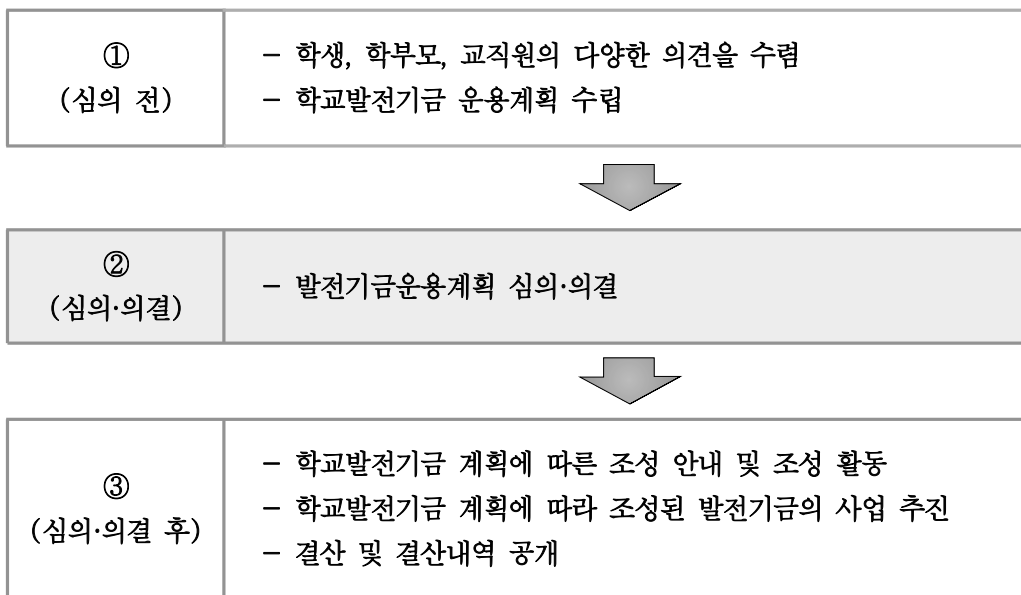 ①
(심의 전)
- 학생, 학부모, 교직원의 다양한 의견을 수렴
- 학교발전기금 운용계획 수립
②
(심의·의결)
- 발전기금운용계획 심의·의결
③
(심의·의결 후)
- 학교발전기금 계획에 따른 조성 안내 및 조성 활동
- 학교발전기금 계획에 따라 조성된 발전기금의 사업 추진
- 결산 및 결산내역 공개